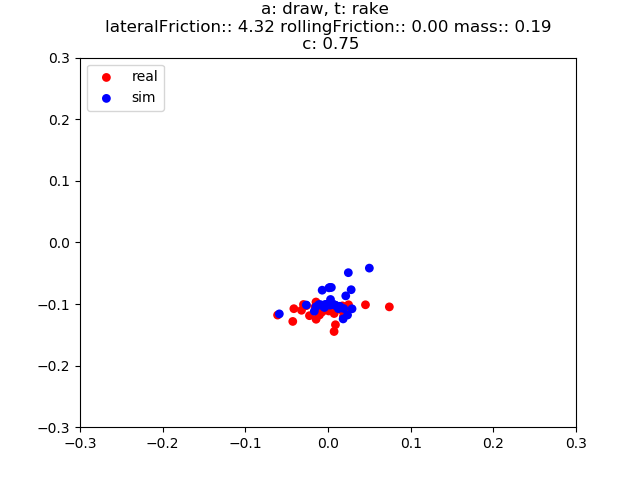 a: draw, t: rake
lateralFriction:: 4.32 rollingFriction:: 0.00 mass:: 0.19
c: 0.75
real
sim
0.3
0.2
0.1
0.0
−0.1
−0.2
−0.3
−0.3 −0.2 −0.1 0.0 0.1 0.2 0.3